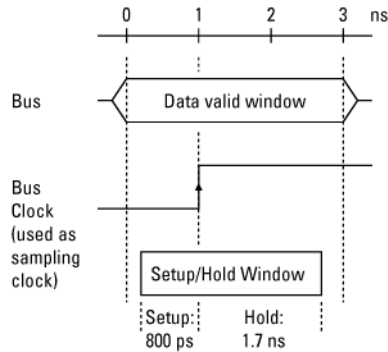 0 1 2 3 ns
Bus
Data valid window
Bus
Clock
(used as
sampling
clock)
Setup/Hold Window
Setup:
800 ps
Hold:
1.7 ns